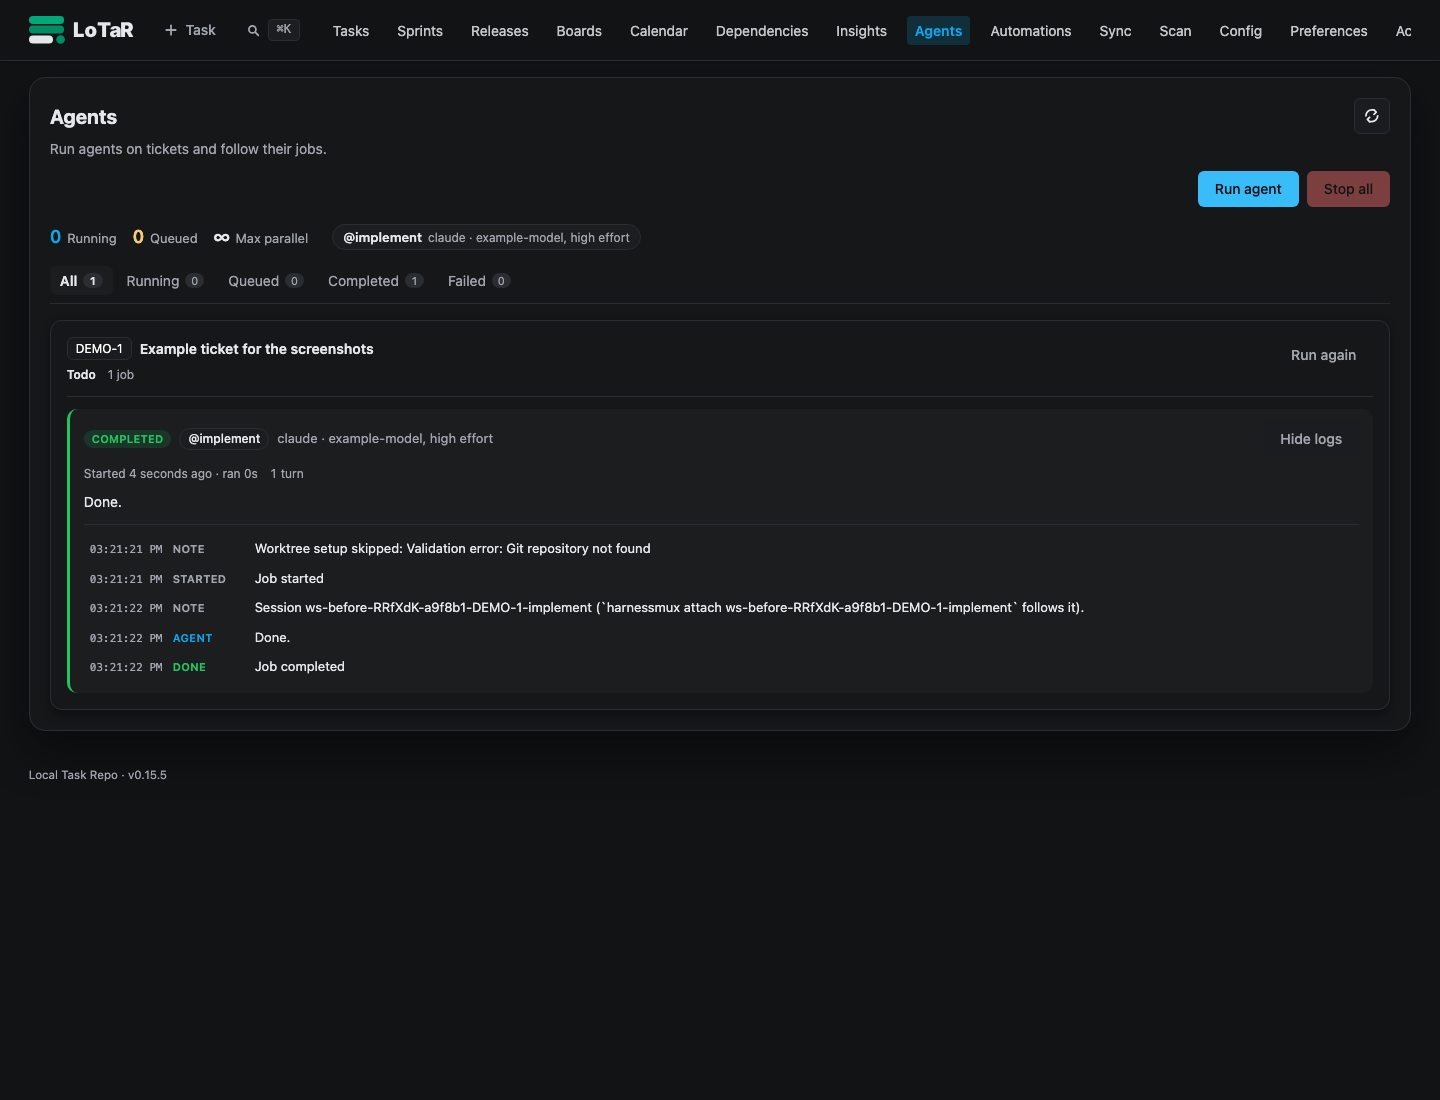 LoTaR + Task ⌘K Tasks Sprints Releases Boards Calendar Dependencies Insights Agents Automations Sync Scan Config Preferences Ac
Agents
Run agents on tickets and follow their jobs.
Run agent Stop all
0 Running 0 Queued ∞ Max parallel @implement claude · example-model, high effort
All 1 Running 0 Queued 0 Completed 1 Failed 0
DEMO-1 Example ticket for the screenshots
Run again
Todo 1 job
COMPLETED @implement claude · example-model, high effort Hide logs
Started 4 seconds ago · ran 0s 1 turn
Done.
03:21:21 PM NOTE Worktree setup skipped: Validation error: Git repository not found
03:21:21 PM STARTED Job started
03:21:22 PM NOTE Session ws-before-RRfXdK-a9f8b1-DEMO-1-implement (`harnessmux attach ws-before-RRfXdK-a9f8b1-DEMO-1-implement` follows it).
03:21:22 PM AGENT Done.
03:21:22 PM DONE Job completed
Local Task Repo · v0.15.5